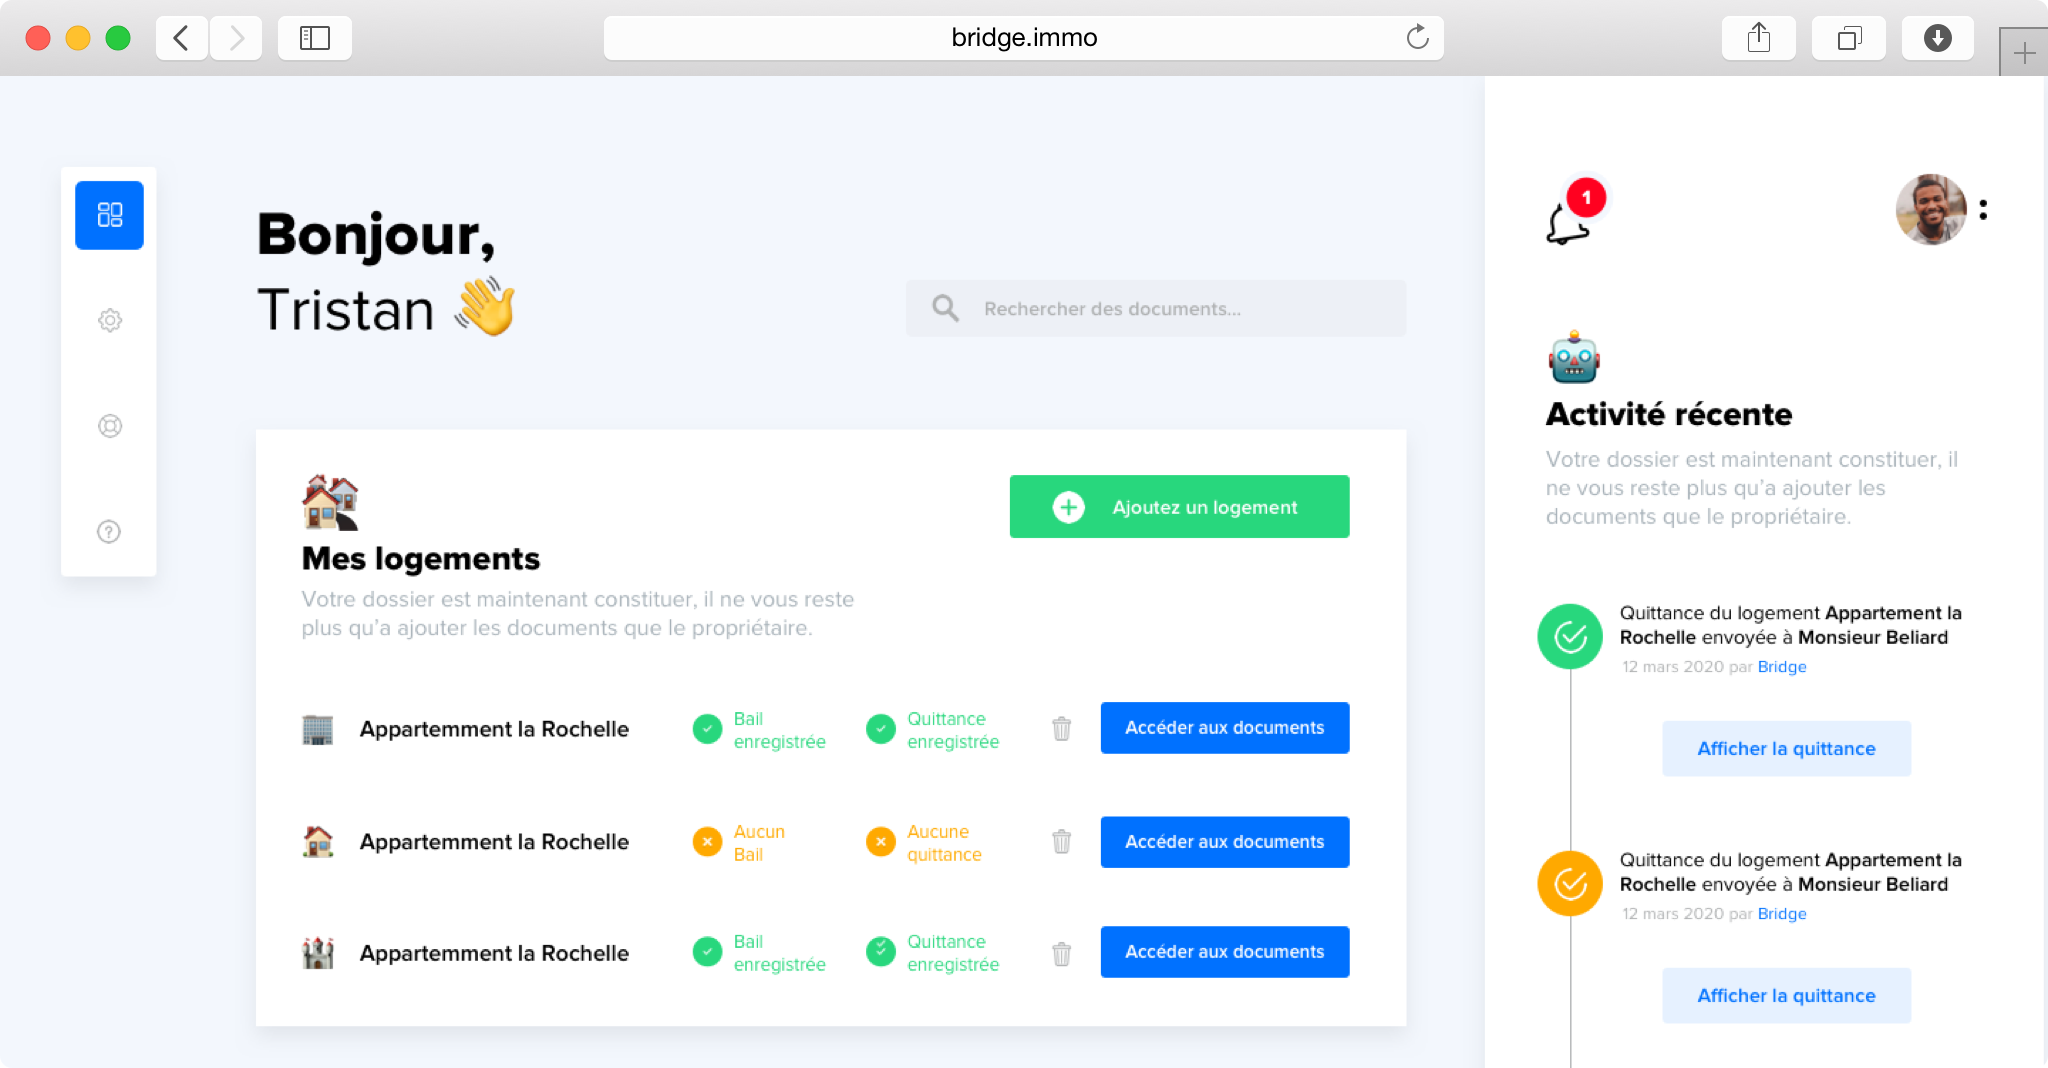 bridge.immo
Bonjour,
Tristan
Rechercher des documents...
Mes logements
Votre dossier est maintenant constituer, il ne vous reste
plus qu'a ajouter les documents que le propriétaire.
Ajoutez un logement
Appartemment la Rochelle
Bail
enregistrée
Quittance
enregistrée
Accéder aux documents
Appartemment la Rochelle
Aucun
Bail
Aucune
quittance
Accéder aux documents
Appartemment la Rochelle
Bail
enregistrée
Quittance
enregistrée
Accéder aux documents
1
Activité récente
Votre dossier est maintenant constituer, il
ne vous reste plus qu'a ajouter les
documents que le propriétaire.
Quittance du logement Appartement la
Rochelle envoyée à Monsieur Beliard
12 mars 2020 par Bridge
Afficher la quittance
Quittance du logement Appartement la
Rochelle envoyée à Monsieur Beliard
12 mars 2020 par Bridge
Afficher la quittance